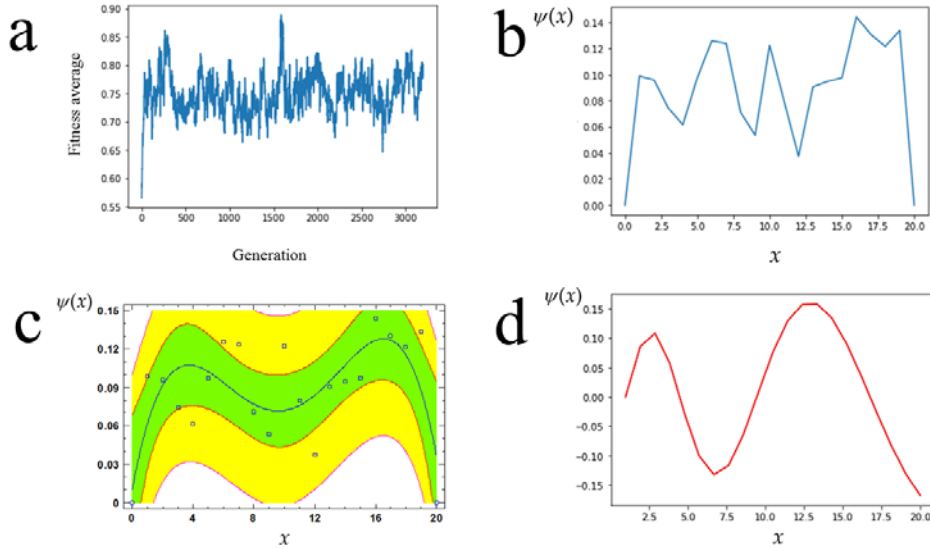 a
0.90
0.85
0.80
0.75
0.70
0.65
0.60
0.55
Fitness average
0 500 1000 1500 2000 2500 3000
Generation
b
ψ(x)
0.14
0.12
0.10
0.08
0.06
0.04
0.02
0.00
0.0 2.5 5.0 7.5 10.0 12.5 15.0 17.5 20.0
x
c
ψ(x)
0.15
0.12
0.09
0.06
0.03
0
0 4 8 12 16 20
x
d
ψ(x)
0.15
0.10
0.05
0.00
−0.05
−0.10
−0.15
2.5 5.0 7.5 10.0 12.5 15.0 17.5 20.0
x